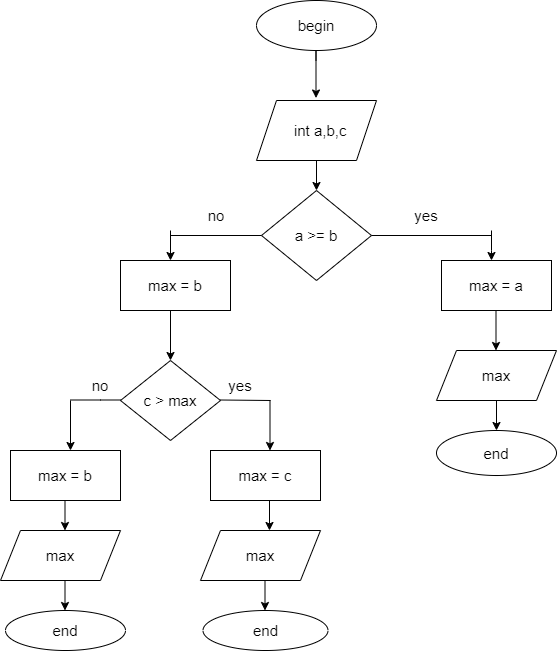 begin
int a,b,c
no
yes
a >= b
max = b
max = a
no
yes
c > max
max
max = b
max = c
end
max
max
end
end